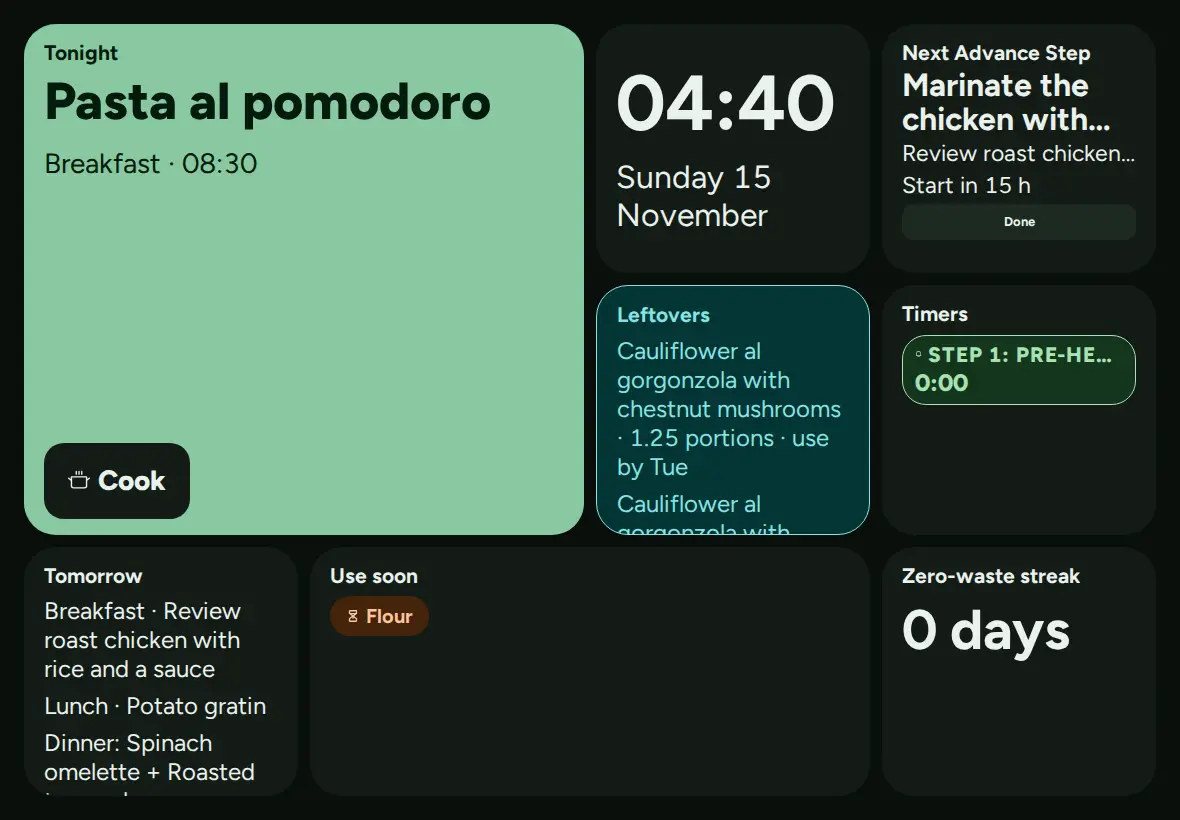 Tonight
Pasta al pomodoro
Breakfast · 08:30
Cook
04:40
Sunday 15
November
Next Advance Step
Marinate the
chicken with...
Review roast chicken...
Start in 15 h
Done
Leftovers
Cauliflower al
gorgonzola with
chestnut mushrooms
· 1.25 portions · use
by Tue
Cauliflower al
gorgonzola with
Timers
STEP 1: PRE-HE...
0:00
Tomorrow
Breakfast · Review
roast chicken with
rice and a sauce
Lunch · Potato gratin
Dinner: Spinach
omelette + Roasted
Use soon
Flour
Zero-waste streak
0 days